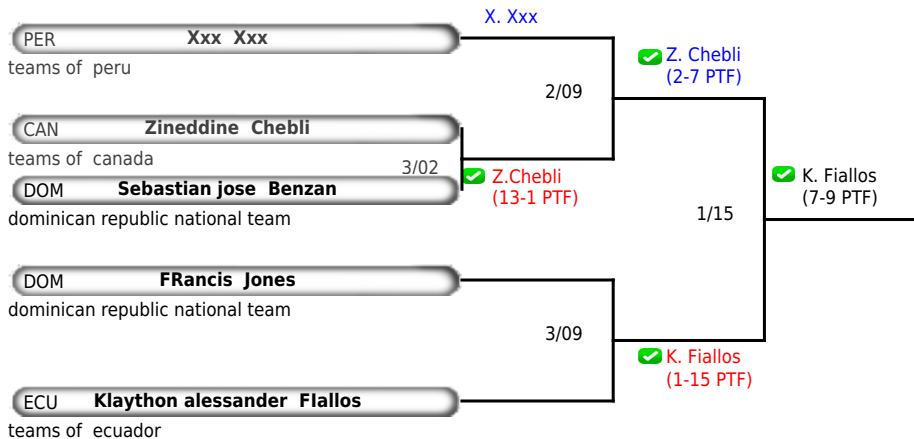 X. Xxx
PER Xxx Xxx
teams of peru
Z. Chebli
(2-7 PTF)
2/09
CAN Zineddine Chebli
teams of canada
3/02
DOM Sebastian jose Benzan
Z.Chebli
(13-1 PTF)
dominican republic national team
K. Fiallos
(7-9 PTF)
1/15
DOM FRancis Jones
dominican republic national team
3/09
K. Fiallos
(1-15 PTF)
ECU Klaython alessander FIallos
teams of ecuador